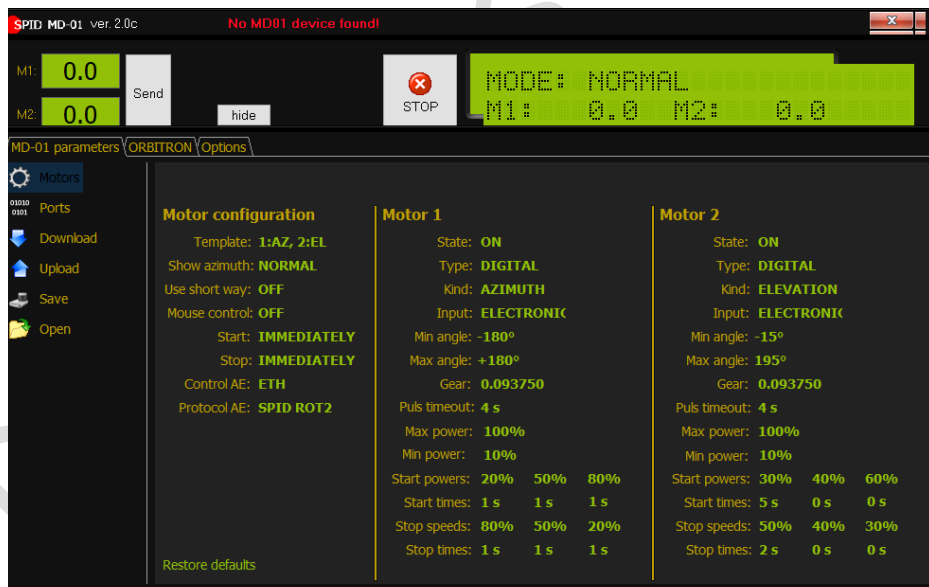 SPID MD-01 ver. 2.0c No MD01 device found!
M1: 0.0
Send
M2: 0.0
hide
STOP
MODE: NORMAL
M1: 0.0 M2: 0.0
MD-01 parameters ORBITRON Options
Motors
01010
0101
Ports
Download
Upload
Save
Open
Motor configuration
Template: 1:AZ, 2:EL
Show azimuth: NORMAL
Use short way: OFF
Mouse control: OFF
Start: IMMEDIATELY
Stop: IMMEDIATELY
Control AE: ETH
Protocol AE: SPID ROT2
Restore defaults
Motor 1
State: ON
Type: DIGITAL
Kind: AZIMUTH
Input: ELECTRONIC
Min angle: -180º
Max angle: +180º
Gear: 0.093750
Puls timeout: 4 s
Max power: 100%
Min power: 10%
Start powers: 20% 50% 80%
Start times: 1 s 1 s 1 s
Stop speeds: 80% 50% 20%
Stop times: 1 s 1 s 1 s
Motor 2
State: ON
Type: DIGITAL
Kind: ELEVATION
Input: ELECTRONIC
Min angle: -15º
Max angle: 195º
Gear: 0.093750
Puls timeout: 4 s
Max power: 100%
Min power: 10%
Start powers: 30% 40% 60%
Start times: 5 s 0 s 0 s
Stop speeds: 50% 40% 30%
Stop times: 2 s 0 s 0 s